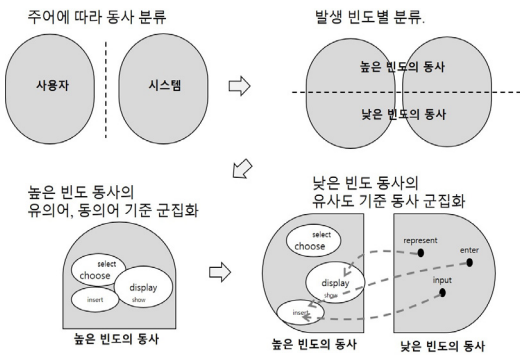 주어에 따라 동사 분류
사용자
시스템
발생 빈도별 분류.
높은 빈도의 동사
낮은 빈도의 동사
높은 빈도 동사의
유의어, 동의어 기준 군집화
select
choose
insert
display
show
높은 빈도의 동사
낮은 빈도 동사의
유사도 기준 동사 군집화
select
choose
display
show
insert
높은 빈도의 동사
represent
enter
input
낮은 빈도의 동사